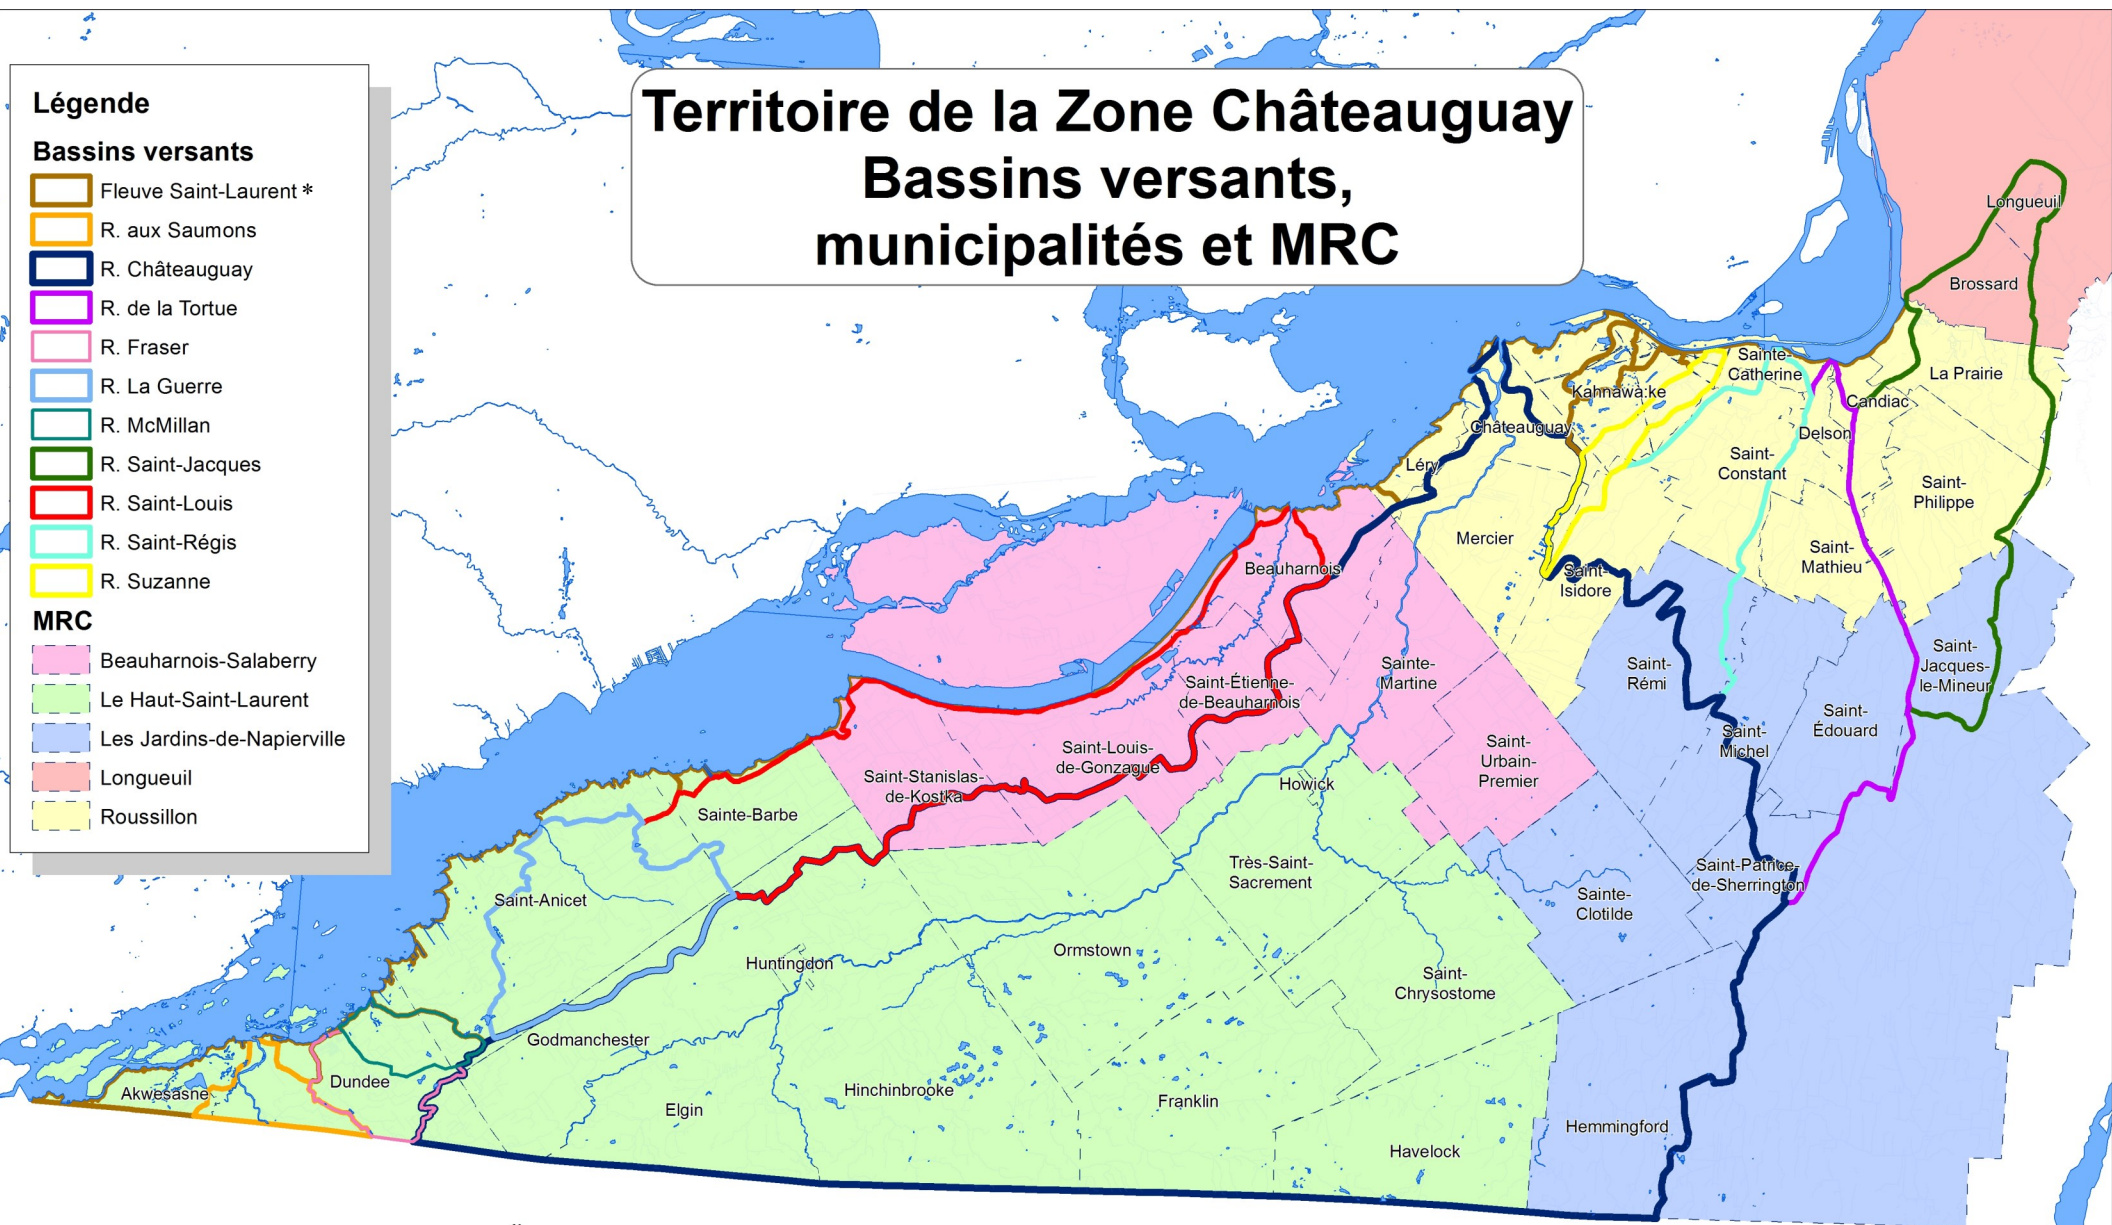 Territoire de la Zone Châteauguay
Bassins versants,
municipalités et MRC
Légende
Bassins versants
Fleuve Saint-Laurent *
R. aux Saumons
R. Châteauguay
R. de la Tortue
R. Fraser
R. La Guerre
R. McMillan
R. Saint-Jacques
R. Saint-Louis
R. Saint-Régis
R. Suzanne
MRC
Beauharnois-Salaberry
Le Haut-Saint-Laurent
Les Jardins-de-Napierville
Longueuil
Roussillon
Longueuil
Brossard
Sainte-
Catherine
La Prairie
Kahnawa:ke
Candiac
Châteauguay
Delson
Léry
Saint-
Constant
Saint-
Philippe
Mercier
Saint-
Mathieu
Beauharnois
Saint-
Isidore
Sainte-
Martine
Saint-
Rémi
Saint-
Jacques-
le-Mineur
Saint-Étienne-
de-Beauharnois
Saint-
Édouard
Saint-
Michel
Saint-Louis-
de-Gonzague
Saint-
Urbain-
Premier
Saint-Stanislas-
de-Kostka
Howick
Sainte-Barbe
Très-Saint-
Sacrement
Saint-Patrice-
de-Sherrington
Saint-Anicet
Sainte-
Clotilde
Huntingdon
Ormstown
Saint-
Chrysostome
Godmanchester
Dundee
Akwesasne
Elgin
Hinchinbrooke
Franklin
Hemmingford
Havelock